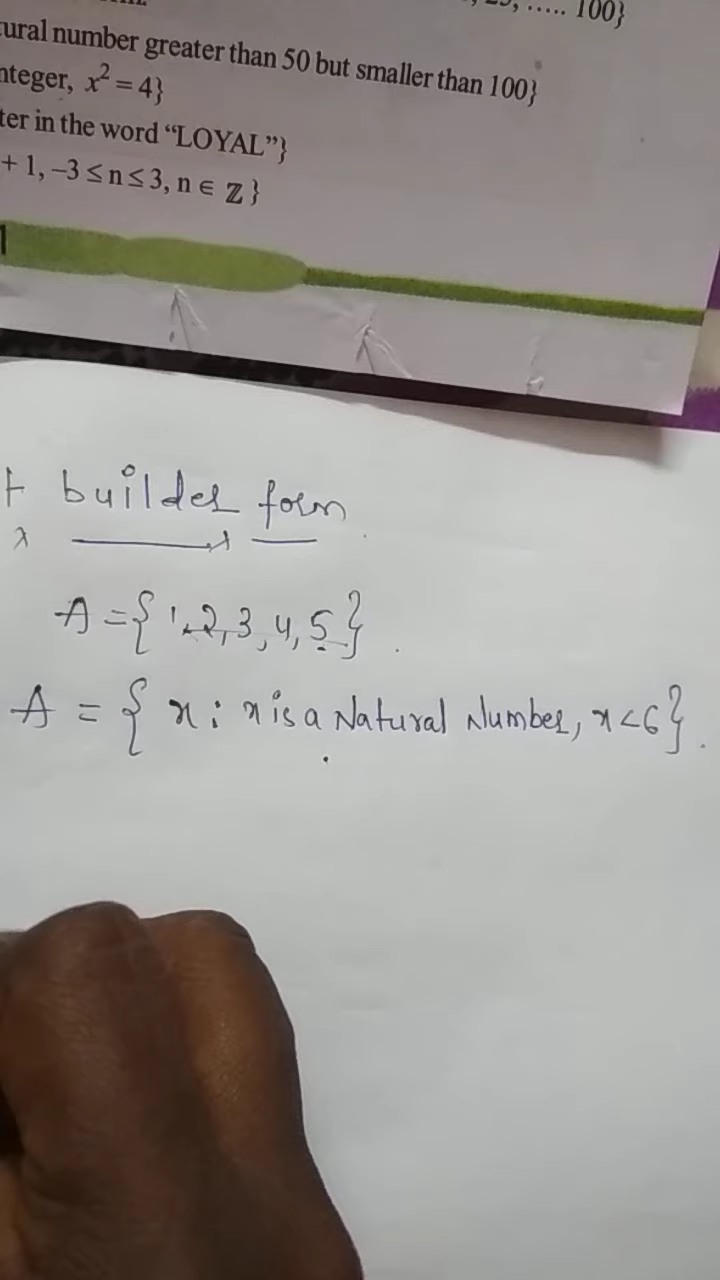 ..... 100}
ural number greater than 50 but smaller than 100}
nteger, x² = 4}
ter in the word “LOYAL”}
+ 1, –3 ≤ n ≤ 3, n ∈ ℤ }
1
t builder form
A = { 1, 2, 3, 4, 5 }.
A = { x : x is a Natural Number, x < 6 }.